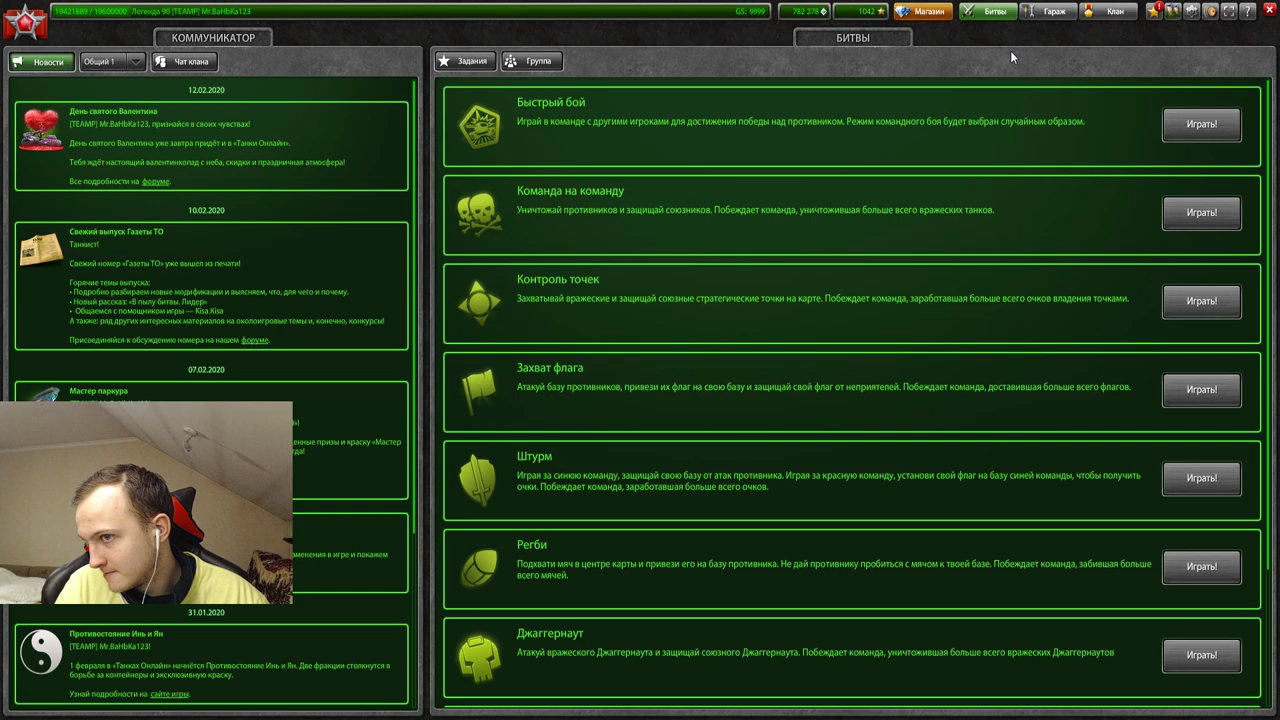 19421889 / 19600000 Легенда 90 [TEAMP] Mr.BaHbKa123
GS: 9999
782 278
1042
Магазин
Битвы
Гараж
Клан
КОММУНИКАТОР
БИТВЫ
Новости
Общий 1
Чат клана
Задания
Группа
12.02.2020
День святого Валентина
[TEAMP] Mr.BaHbKa123, признайся в своих чувствах!
День святого Валентина уже завтра придёт и в «Танки Онлайн».
Тебя ждёт настоящий валентинкопад с неба, скидки и праздничная атмосфера!
Все подробности на форуме.
10.02.2020
Свежий выпуск Газеты ТО
Танкист!
Свежий номер «Газеты ТО» уже вышел из печати!
Горячие темы выпуска:
• Подробно разбираем новые модификации и выясняем, что, для чего и почему.
• Новый рассказ: «В пылу битвы. Лидер»
• Общаемся с помощником игры — Kisa.Kisa
А также: ряд других интересных материалов на околоигровые темы и, конечно, конкурсы!
Присоединяйся к обсуждению номера на нашем форуме.
07.02.2020
Мастер паркура
енные призы и краску «Мастер
да!
зменения в игре и покажем
31.01.2020
Противостояние Инь и Ян
[TEAMP] Mr.BaHbKa123!
1 февраля в «Танках Онлайн» начнётся Противостояние Инь и Ян. Две фракции столкнутся в
борьбе за контейнеры и эксклюзивную краску.
Узнай подробности на сайте игры.
Быстрый бой
Играй в команде с другими игроками для достижения победы над противником. Режим командного боя будет выбран случайным образом.
Играть!
Команда на команду
Уничтожай противников и защищай союзников. Побеждает команда, уничтожившая больше всего вражеских танков.
Играть!
Контроль точек
Захватывай вражеские и защищай союзные стратегические точки на карте. Побеждает команда, заработавшая больше всего очков владения точками.
Играть!
Захват флага
Атакуй базу противников, привези их флаг на свою базу и защищай свой флаг от неприятелей. Побеждает команда, доставившая больше всего флагов.
Играть!
Штурм
Играя за синюю команду, защищай свою базу от атак противника. Играя за красную команду, установи свой флаг на базу синей команды, чтобы получить
очки. Побеждает команда, заработавшая больше всего очков.
Играть!
Регби
Подхвати мяч в центре карты и привези его на базу противника. Не дай противнику пробиться с мячом к твоей базе. Побеждает команда, забившая больше
всего мячей.
Играть!
Джаггернаут
Атакуй вражеского Джаггернаута и защищай союзного Джаггернаута. Побеждает команда, уничтожившая больше всего вражеских Джаггернаутов
Играть!